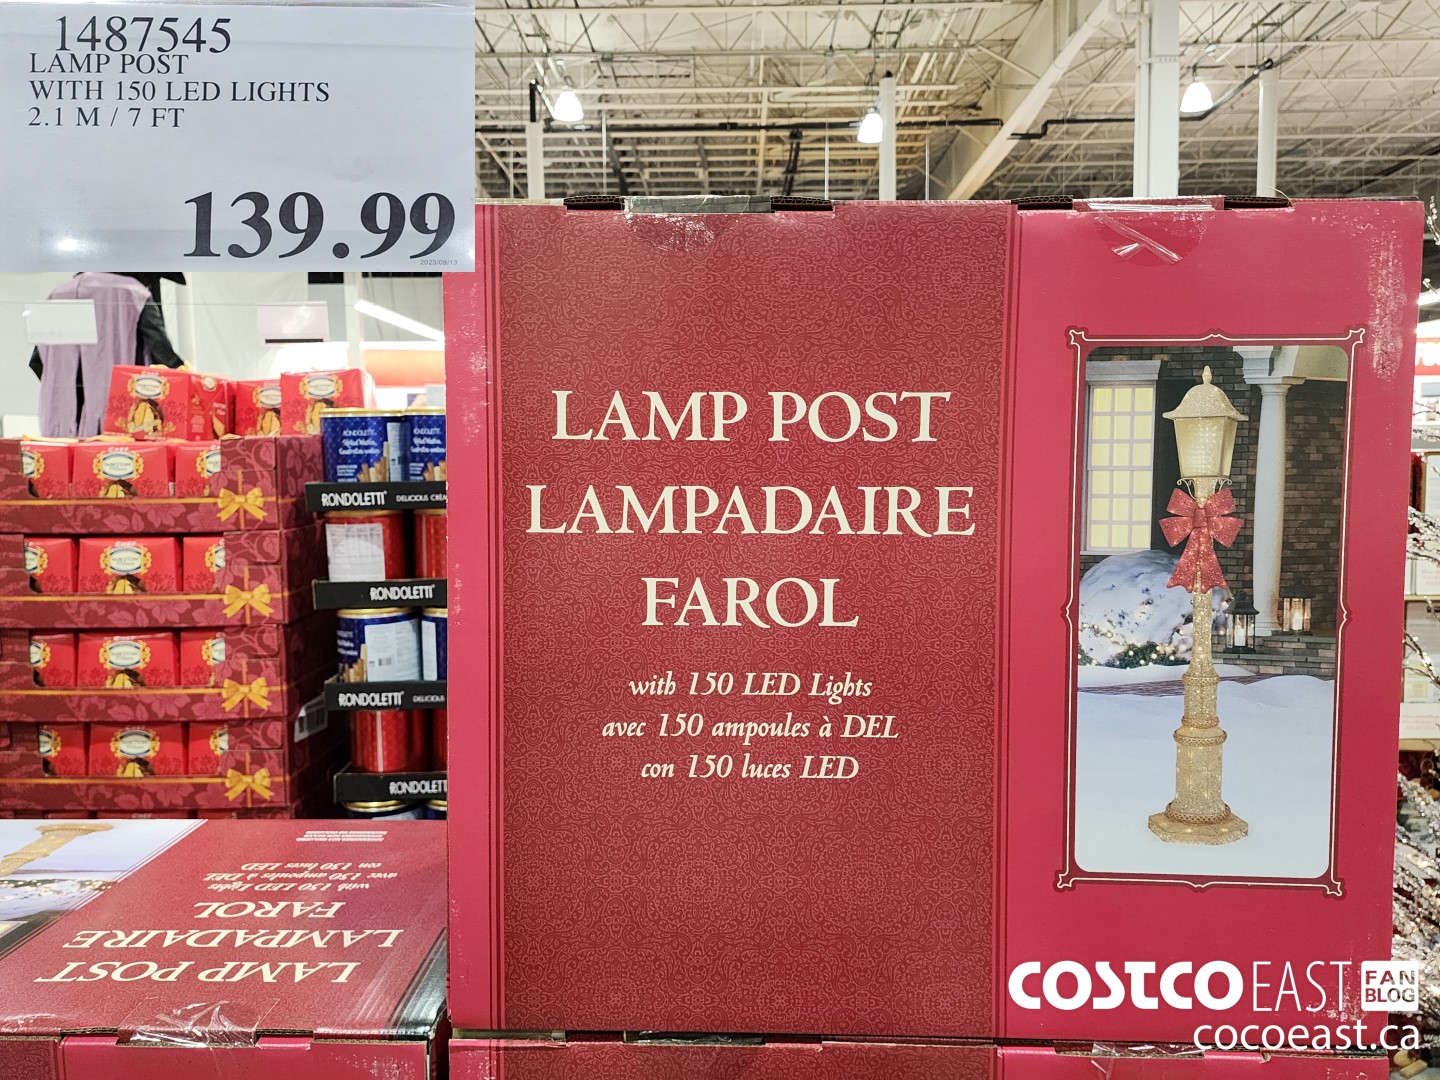 1487545
LAMP POST
WITH 150 LED LIGHTS
2.1 M / 7 FT
139.99
2023/09/13
LAMP POST
LAMPADAIRE
FAROL
with 150 LED Lights
avec 150 ampoules à DEL
con 150 luces LED
RONDOLETTI
DELICIOUS
RONDOLETTI
RONDOLETTI
DELICIOUS
RONDOLETTI
LAMP POST
LAMPADAIRE
FAROL
with 150 LED Lights
avec 150 ampoules à DEL
con 150 luces LED
COSTCO EAST FAN BLOG
cocoeast.ca